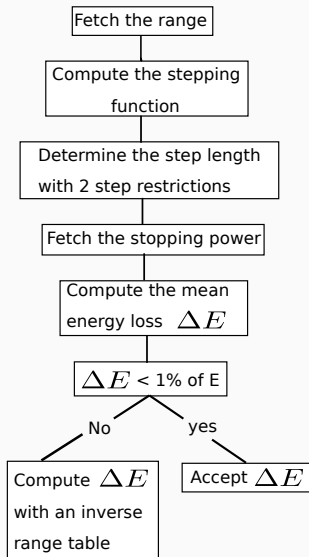 Fetch the range
Compute the stepping
function
Determine the step length
with 2 step restrictions
Fetch the stopping power
Compute the mean
energy loss ΔE
ΔE < 1% of E
No
yes
Compute ΔE
with an inverse
range table
Accept ΔE